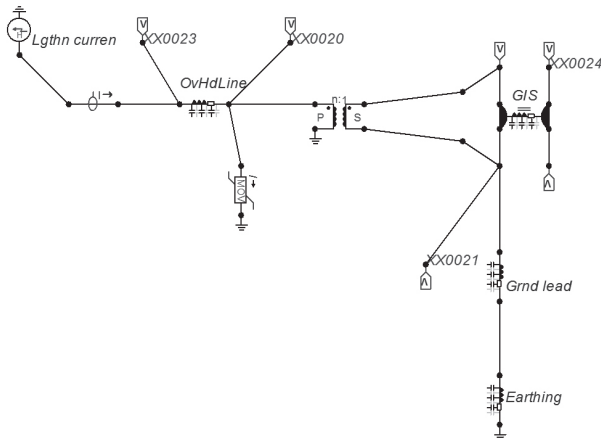 V
V
V
V
H
Lgthn curren
XX0023
XX0020
XX0024
OvHdLine
GIS
I
n:1
P
S
MOV
I
V
XX0021
V
Grnd lead
Earthing